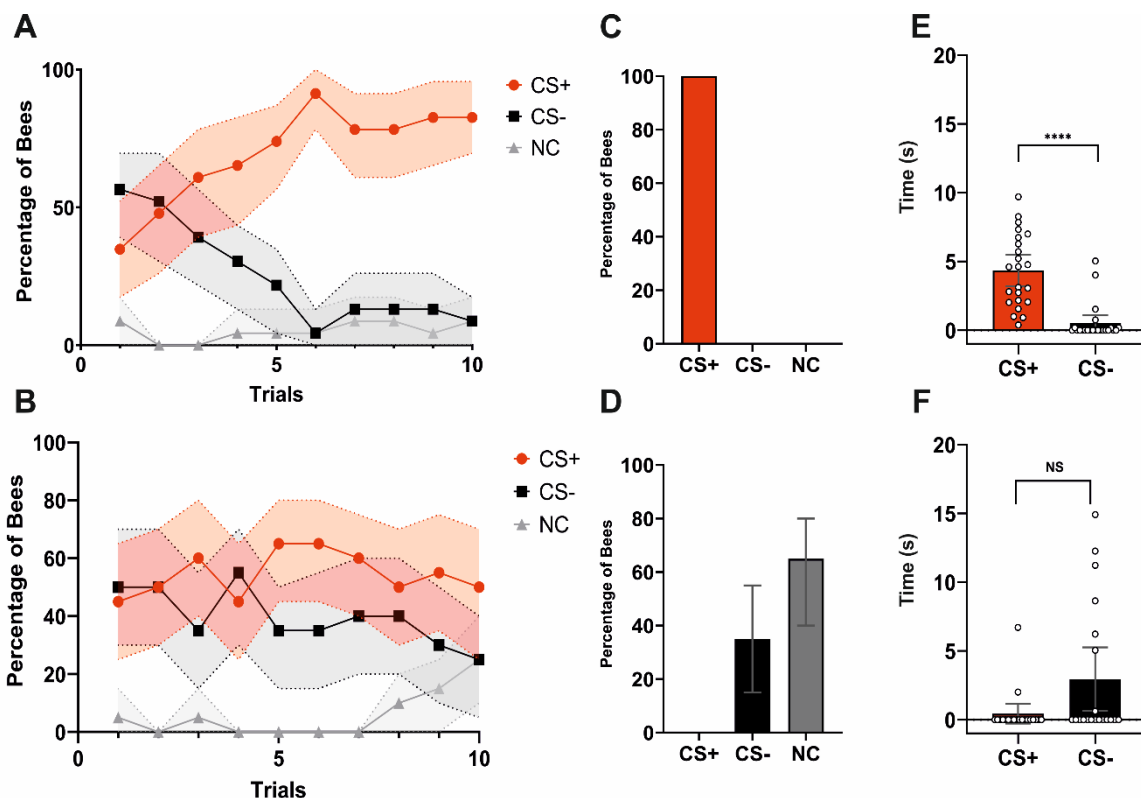 A
Percentage of Bees
100
50
0
0
5
10
Trials
CS+
CS-
NC
C
Percentage of Bees
100
80
60
40
20
0
CS+ CS- NC
E
Time (s)
20
15
10
5
0
****
CS+ CS-
B
Percentage of Bees
100
80
60
40
20
0
0
5
10
Trials
CS+
CS-
NC
D
Percentage of Bees
100
80
60
40
20
0
CS+ CS- NC
F
Time (s)
20
15
10
5
0
NS
CS+ CS-